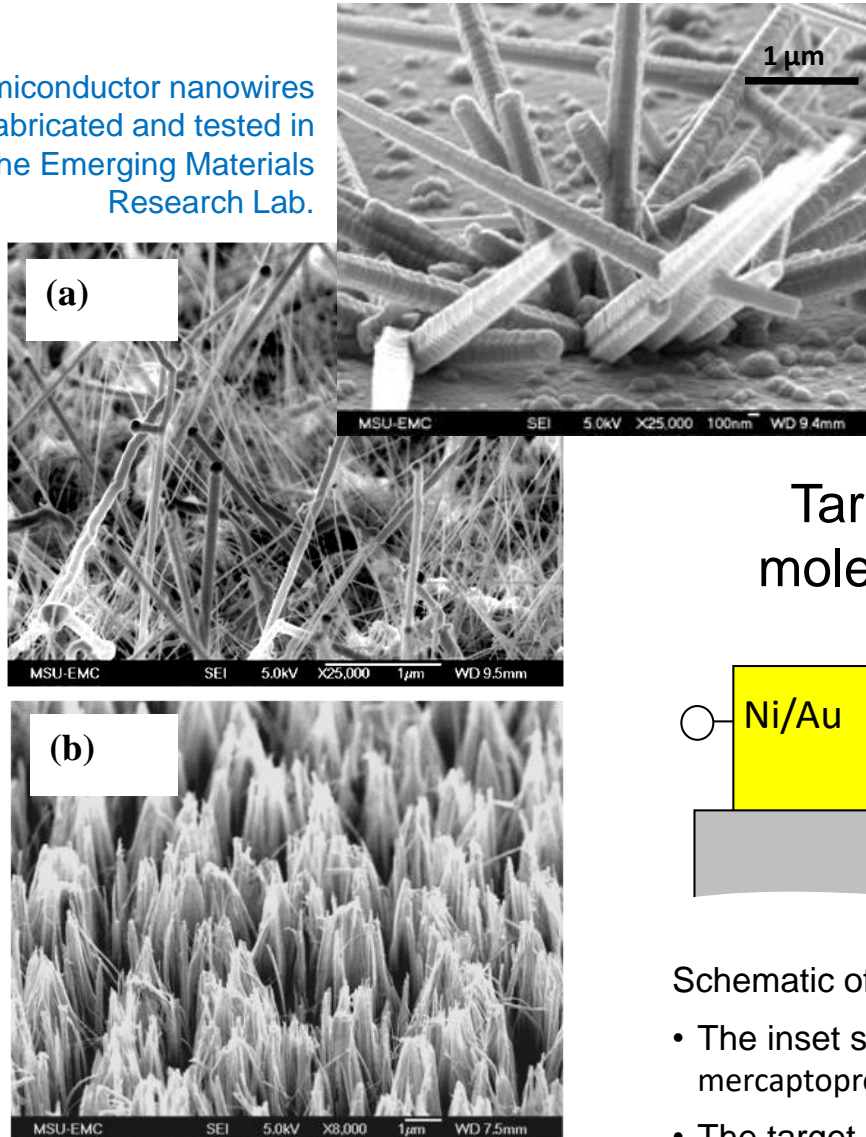 miconductor nanowires
abricated and tested in
he Emerging Materials
Research Lab.
1 µm
MSU-EMC SEI 5.0kV X25,000 100nm WD 9.4mm
(a)
MSU-EMC SEI 5.0kV X25,000 1µm WD 9.5mm
(b)
MSU-EMC SEI 5.0kV X8,000 1µm WD 7.5mm
Tar
mole
Ni/Au
Schematic of
• The inset s
mercaptopro
• The target